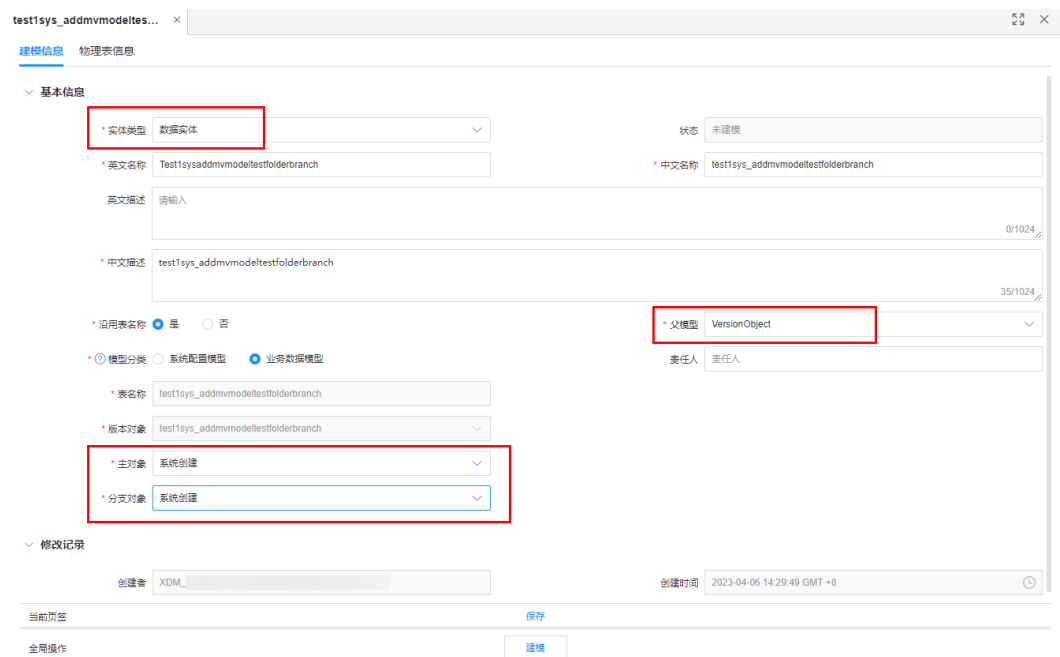 test1sys_addmvmodeltes... ×
建模信息 物理表信息
基本信息
* 实体类型 数据实体 状态 未建模
* 英文名称 Test1sysaddmvmodeltestfolderbranch * 中文名称 test1sys_addmvmodeltestfolderbranch
英文描述 请输入
0/1024
* 中文描述 test1sys_addmvmodeltestfolderbranch
35/1024
* 沿用表名称 是 否 * 父模型 VersionObject
* ? 模型分类 系统配置模型 业务数据模型 责任人 责任人
* 表名称 test1sys_addmvmodeltestfolderbranch
* 版本对象 test1sys_addmvmodeltestfolderbranch
* 主对象 系统创建
* 分支对象 系统创建
修改记录
创建者 XDM_ 创建时间 2023-04-06 14:29:49 GMT +8
当前页签 保存
全局操作 建模